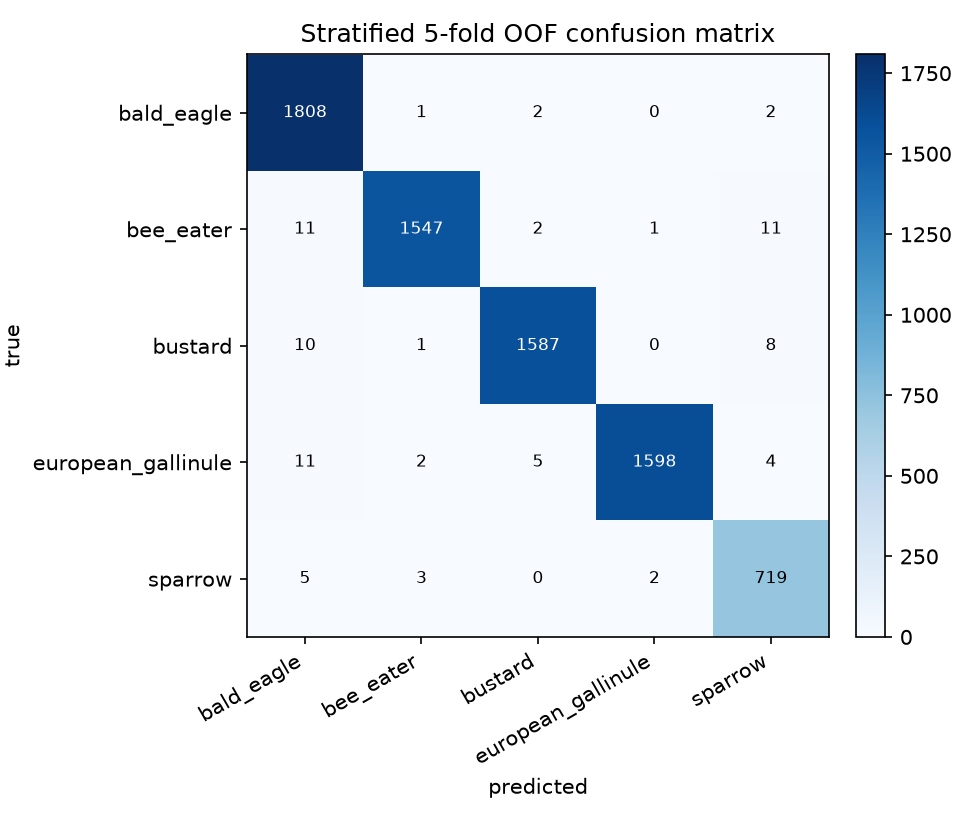 Stratified 5-fold OOF confusion matrix
true
bald_eagle 1808 1 2 0 2
bee_eater 11 1547 2 1 11
bustard 10 1 1587 0 8
european_gallinule 11 2 5 1598 4
sparrow 5 3 0 2 719
bald_eagle bee_eater bustard european_gallinule sparrow
predicted
1750
1500
1250
1000
750
500
250
0